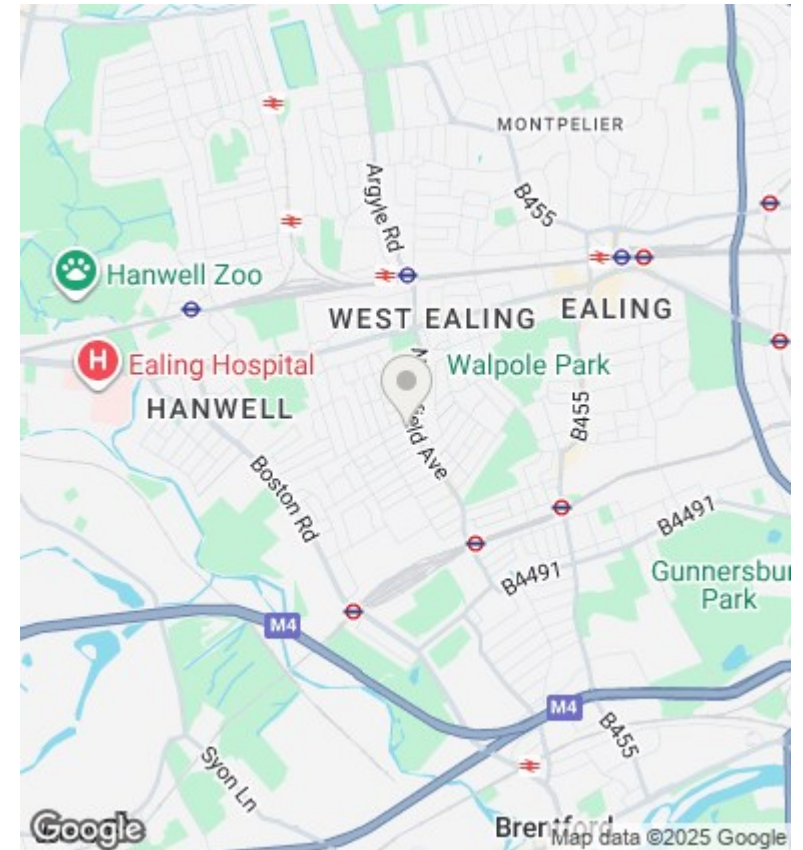 MONTPELIER
Argyle Rd
B455
Hanwell Zoo
WEST EALING
EALING
Ealing Hospital
H
Walpole Park
HANWELL
B455
Boston Rd
B4491
B4491
Gunnersbur
Park
M4
M4
B455
Syon Ln
Brentford
Google
Map data ©2025 Google